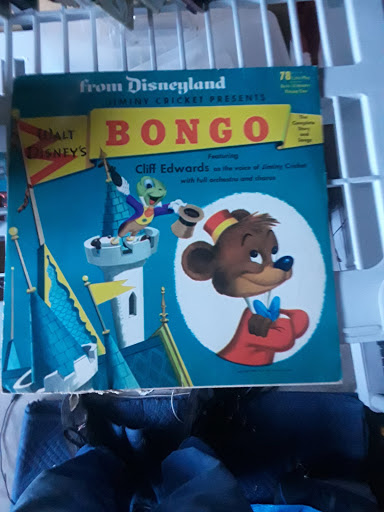 from Disneyland
78
JIMINY CRICKET PRESENTS
WALT DISNEY'S
BONGO
The Complete Story and Songs
Featuring
Cliff Edwards as the voice of Jiminy Cricket
with full orchestra and chorus